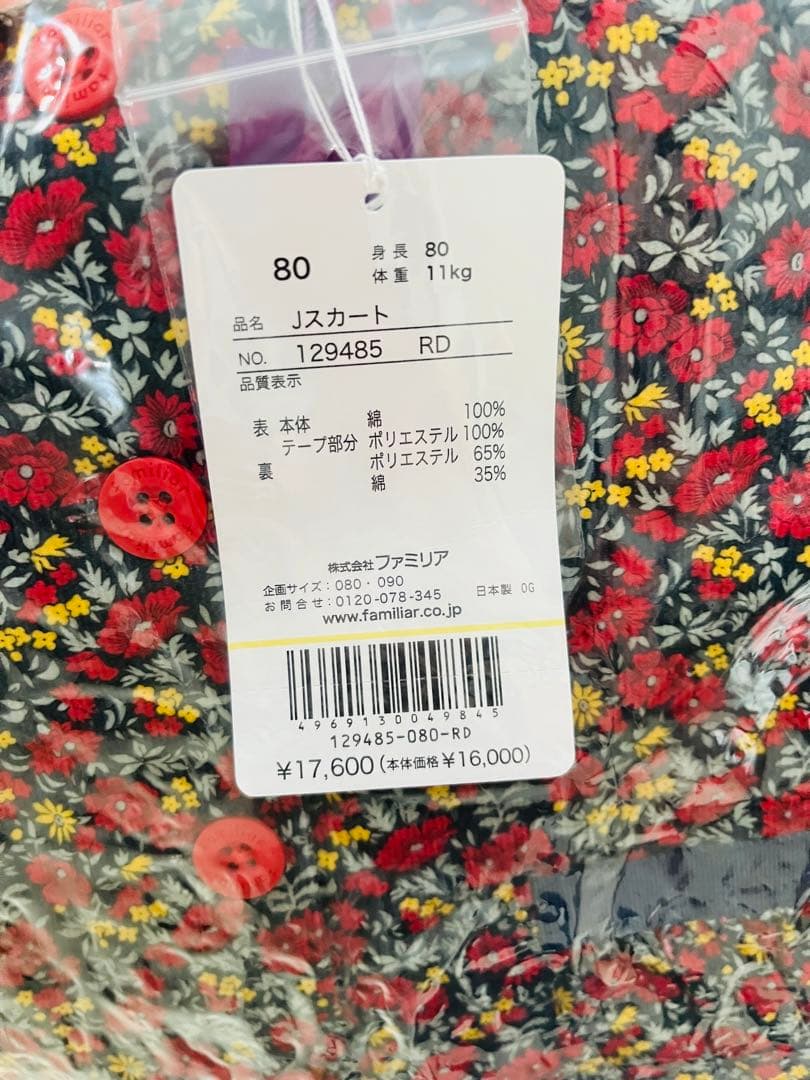 80
身長 80
体重 11kg
品名 Jスカート
NO. 129485 RD
品質表示
表 本体 綿 100%
テープ部分 ポリエステル 100%
裏 ポリエステル 65%
綿 35%
株式会社 ファミリア
企画サイズ：080・090
お問合せ：0120-078-345 日本製 0G
www.familiar.co.jp
4969130049845
129485-080-RD
¥17,600(本体価格¥16,000)
familiar